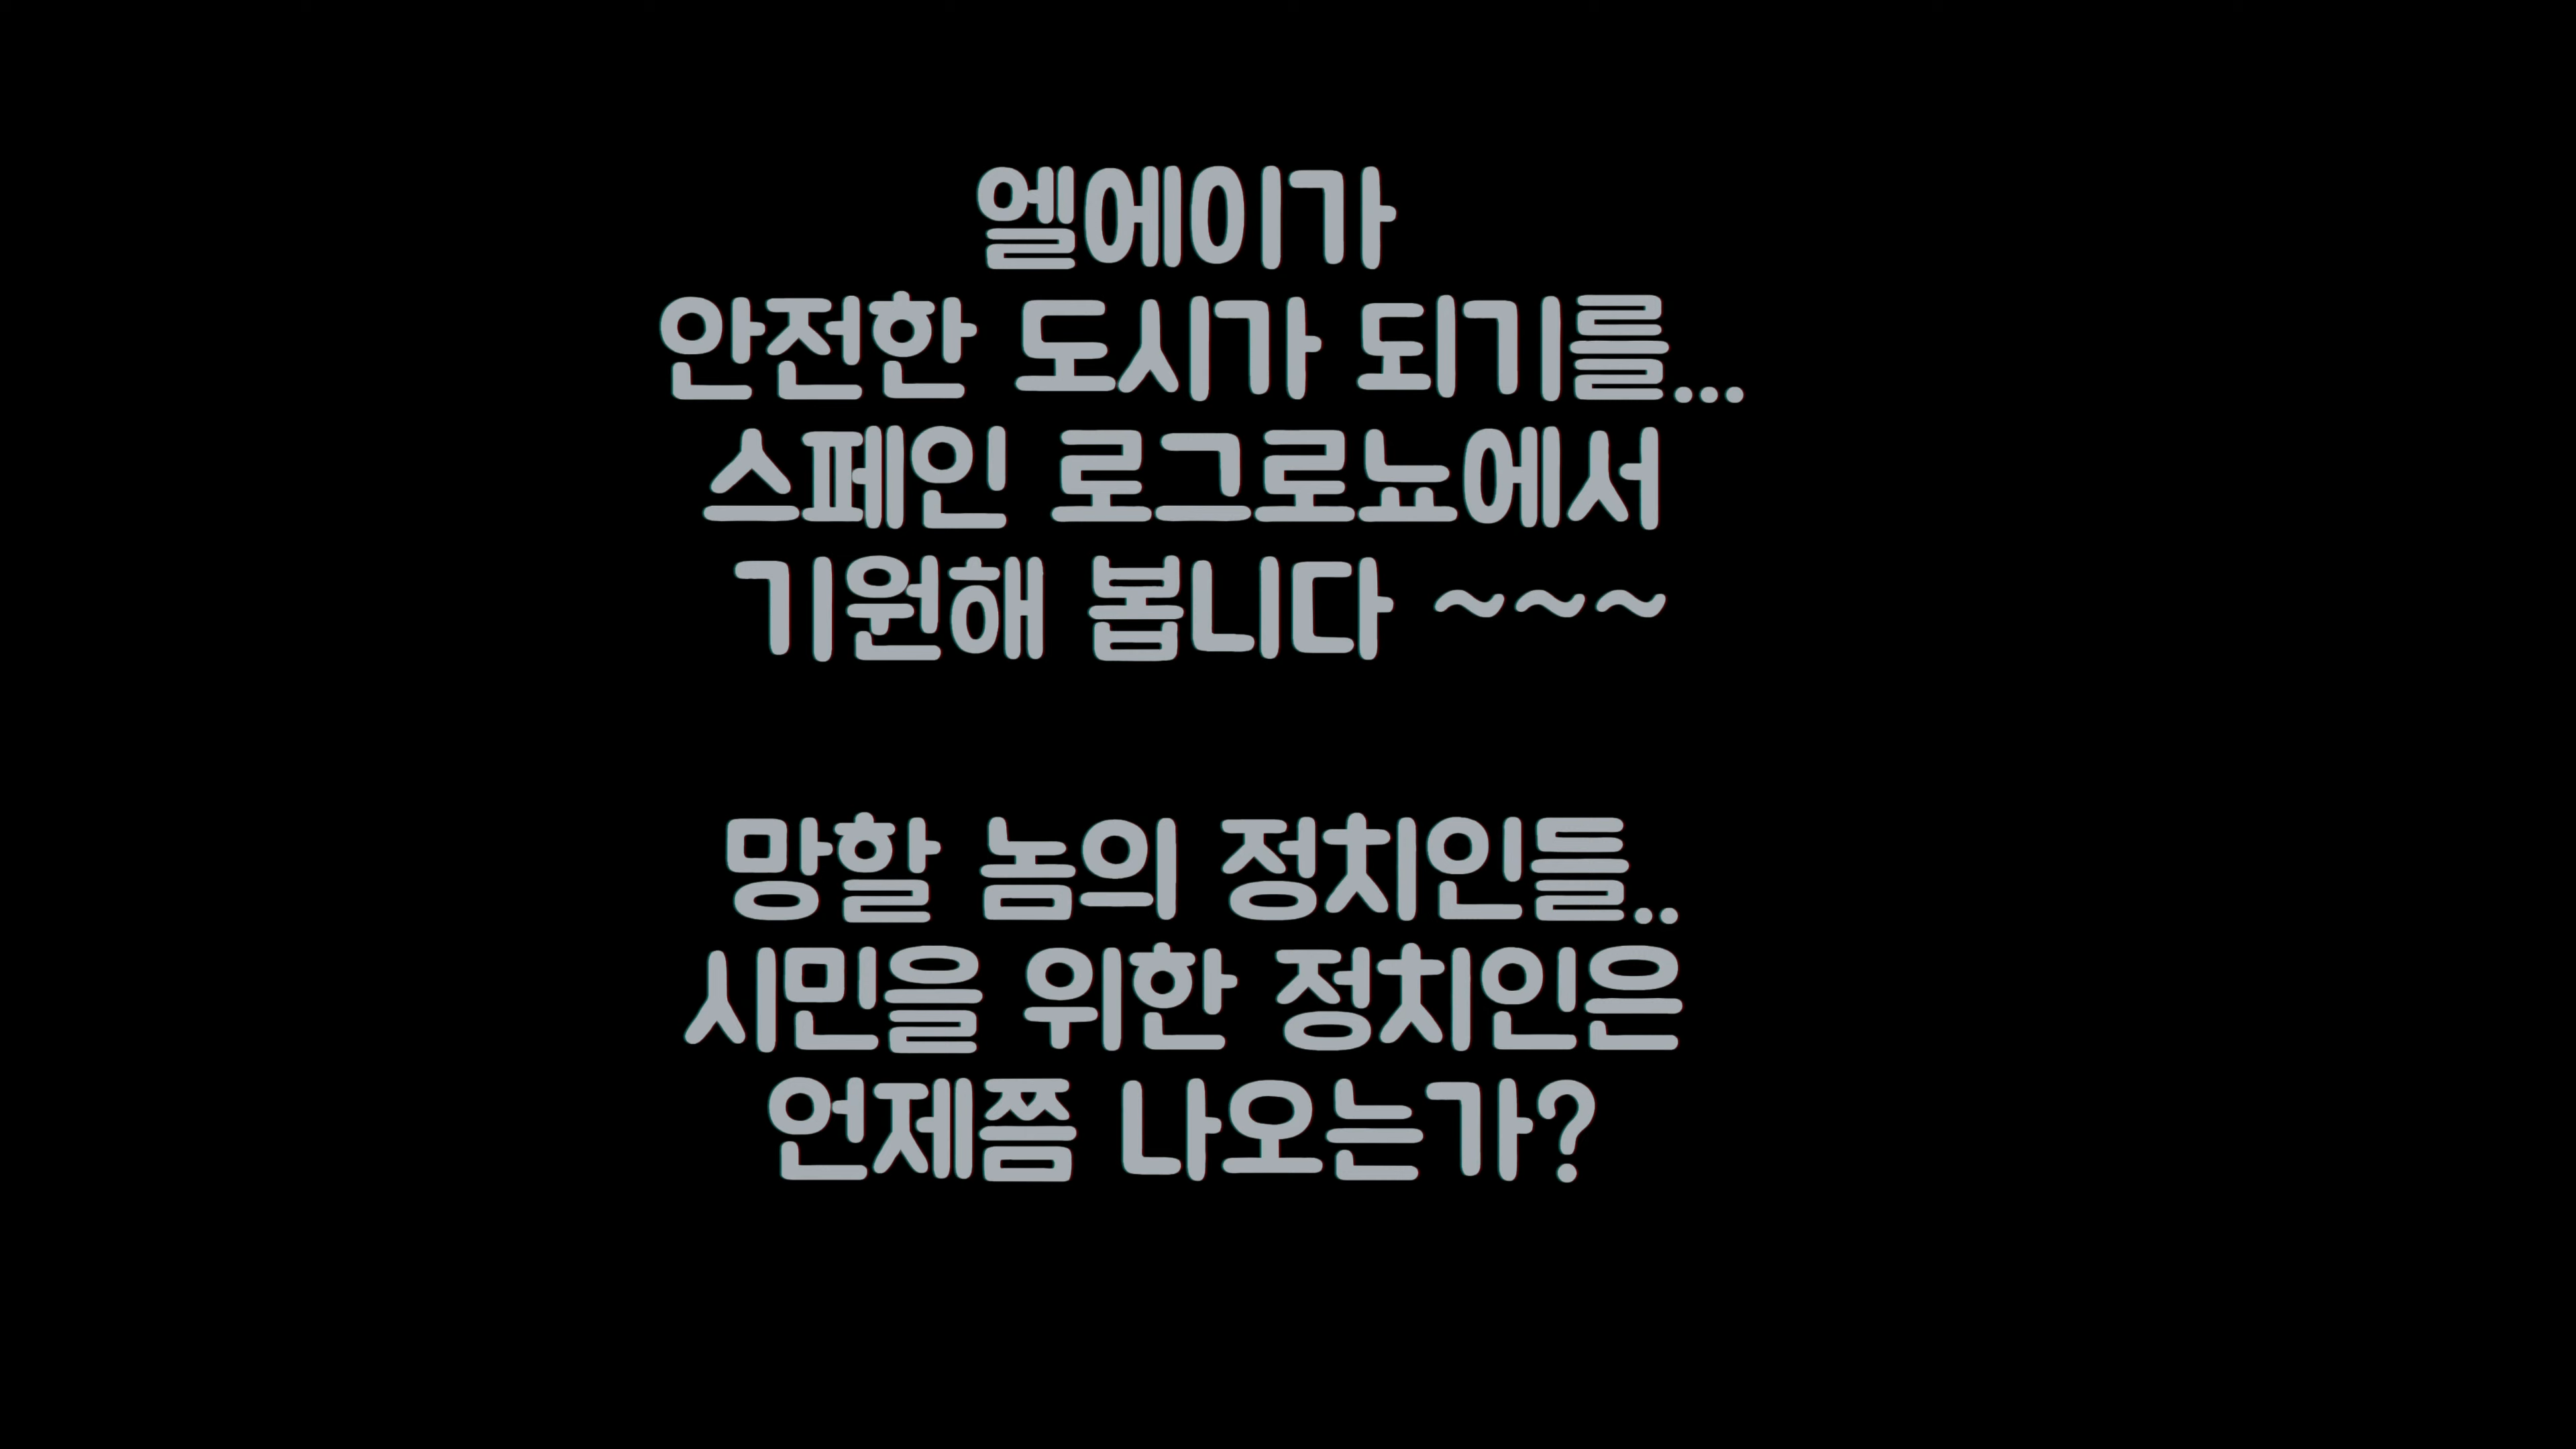 엘에이가
안전한 도시가 되기를...
스페인 로그로뇨에서
기원해 봅니다 ~~~
망할 놈의 정치인들..
시민을 위한 정치인은
언제쯤 나오는가?